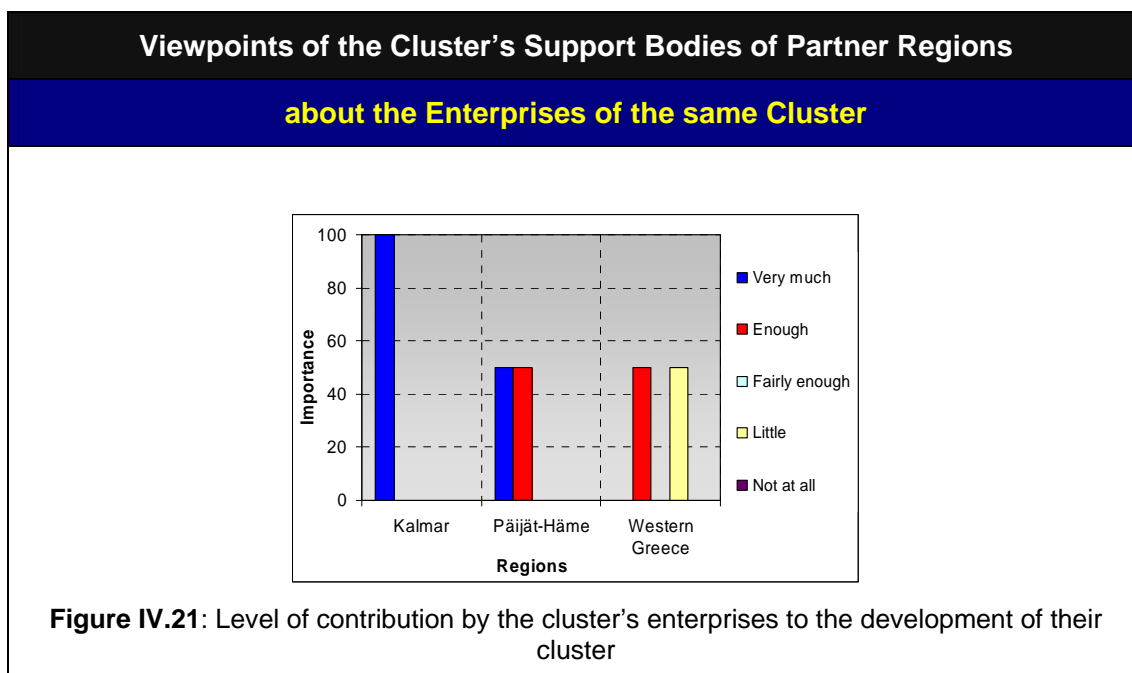 Viewpoints of the Cluster’s Support Bodies of Partner Regions
about the Enterprises of the same Cluster
100
80
60
40
20
0
Importance
Kalmar
Päijät-Häme
Western
Greece
Regions
Very much
Enough
Fairly enough
Little
Not at all
Figure IV.21: Level of contribution by the cluster’s enterprises to the development of their
cluster